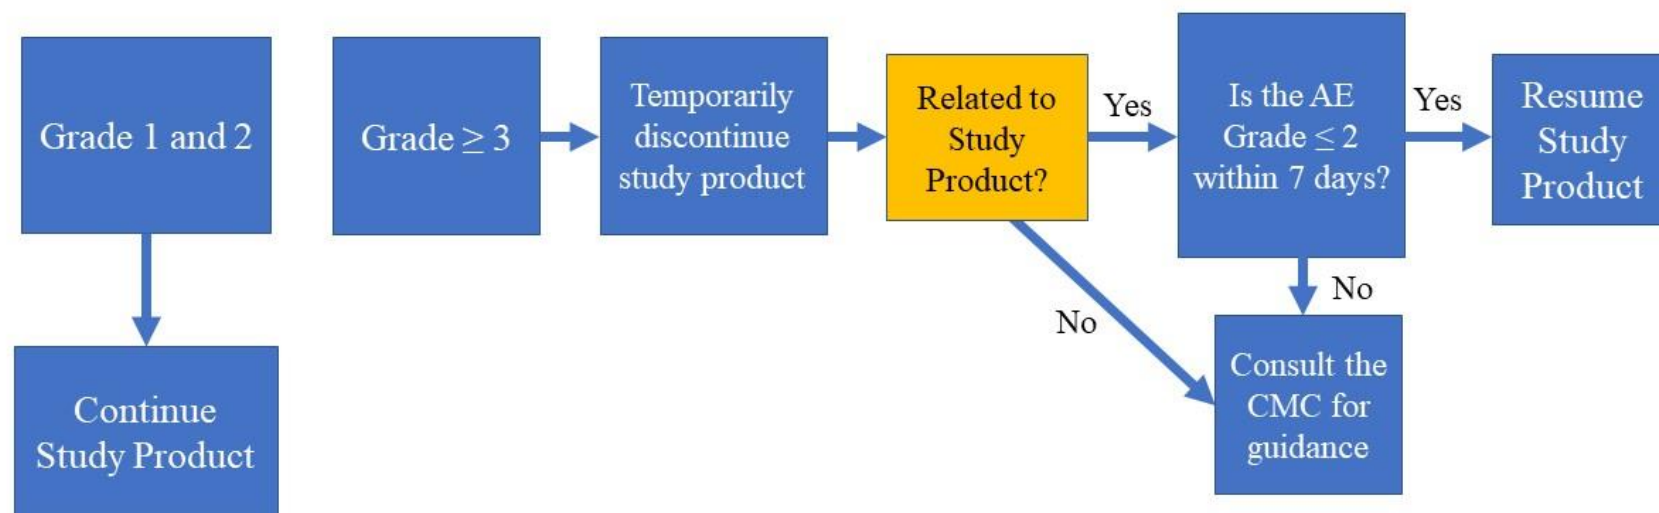 Grade 1 and 2
Continue
Study Product
Grade ≥ 3
Temporarily
discontinue
study product
Related to
Study
Product?
Yes
No
Is the AE
Grade ≤ 2
within 7 days?
Yes
No
Resume
Study
Product
Consult the
CMC for
guidance